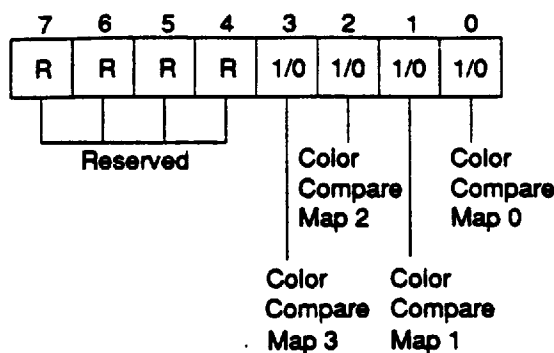 7 6 5 4 3 2 1 0
R R R R 1/0 1/0 1/0 1/0
Reserved
Color
Compare
Map 2
Color
Compare
Map 0
Color
Compare
Map 3
Color
Compare
Map 1